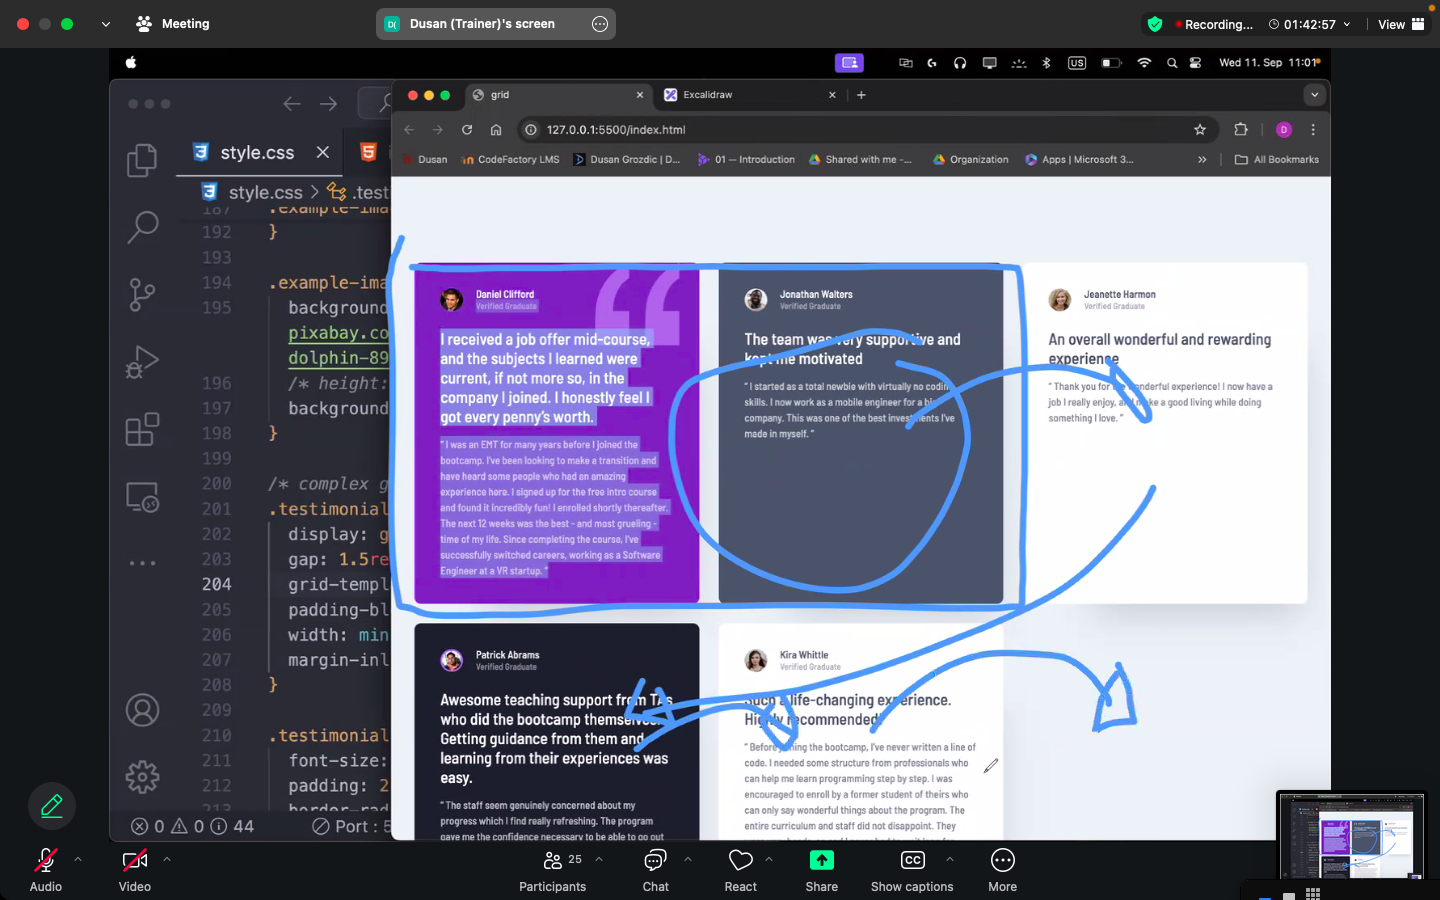 Meeting
D( Dusan (Trainer)'s screen
Recording...
01:42:57
View
US
Wed 11. Sep 11:01
grid
Excalidraw
127.0.0.1:5500/index.html
D
Dusan
CodeFactory LMS
Dusan Grozdic | D...
01 — Introduction
Shared with me -...
Organization
Apps | Microsoft 3...
All Bookmarks
style.css
style.css > .test
187 .example-ima
192 }
193
194 .example-ima
195 background
pixabay.co
dolphin-89
196 /* height:
197 background
198 }
199
200 /* complex g
201 .testimonial
202 display: g
203 gap: 1.5re
204 grid-templ
205 padding-bl
206 width: min
207 margin-inl
208 }
209
210 .testimonial
211 font-size:
212 padding: 2
213 border-rad
0 0 44
Port : 5
Daniel Clifford
Verified Graduate
I received a job offer mid-course,
and the subjects I learned were
current, if not more so, in the
company I joined. I honestly feel I
got every penny's worth.
“ I was an EMT for many years before I joined the
bootcamp. I've been looking to make a transition and
have heard some people who had an amazing
experience here. I signed up for the free intro course
and found it incredibly fun! I enrolled shortly thereafter.
The next 12 weeks was the best - and most grueling -
time of my life. Since completing the course, I've
successfully switched careers, working as a Software
Engineer at a VR startup. ”
Jonathan Walters
Verified Graduate
The team was very supportive and
kept me motivated
“ I started as a total newbie with virtually no coding
skills. I now work as a mobile engineer for a big
company. This was one of the best investments I've
made in myself. ”
Jeanette Harmon
Verified Graduate
An overall wonderful and rewarding
experience
“ Thank you for the wonderful experience! I now have a
job I really enjoy, and make a good living while doing
something I love. ”
Patrick Abrams
Verified Graduate
Awesome teaching support from TAs
who did the bootcamp themselves.
Getting guidance from them and
learning from their experiences was
easy.
“ The staff seem genuinely concerned about my
progress which I find really refreshing. The program
gave me the confidence necessary to be able to go out
Kira Whittle
Verified Graduate
Such a life-changing experience.
Highly recommended!
“ Before joining the bootcamp, I've never written a line of
code. I needed some structure from professionals who
can help me learn programming step by step. I was
encouraged to enroll by a former student of theirs who
can only say wonderful things about the program. The
entire curriculum and staff did not disappoint. They
Audio
Video
Participants
25
Chat
React
Share
CC
Show captions
More